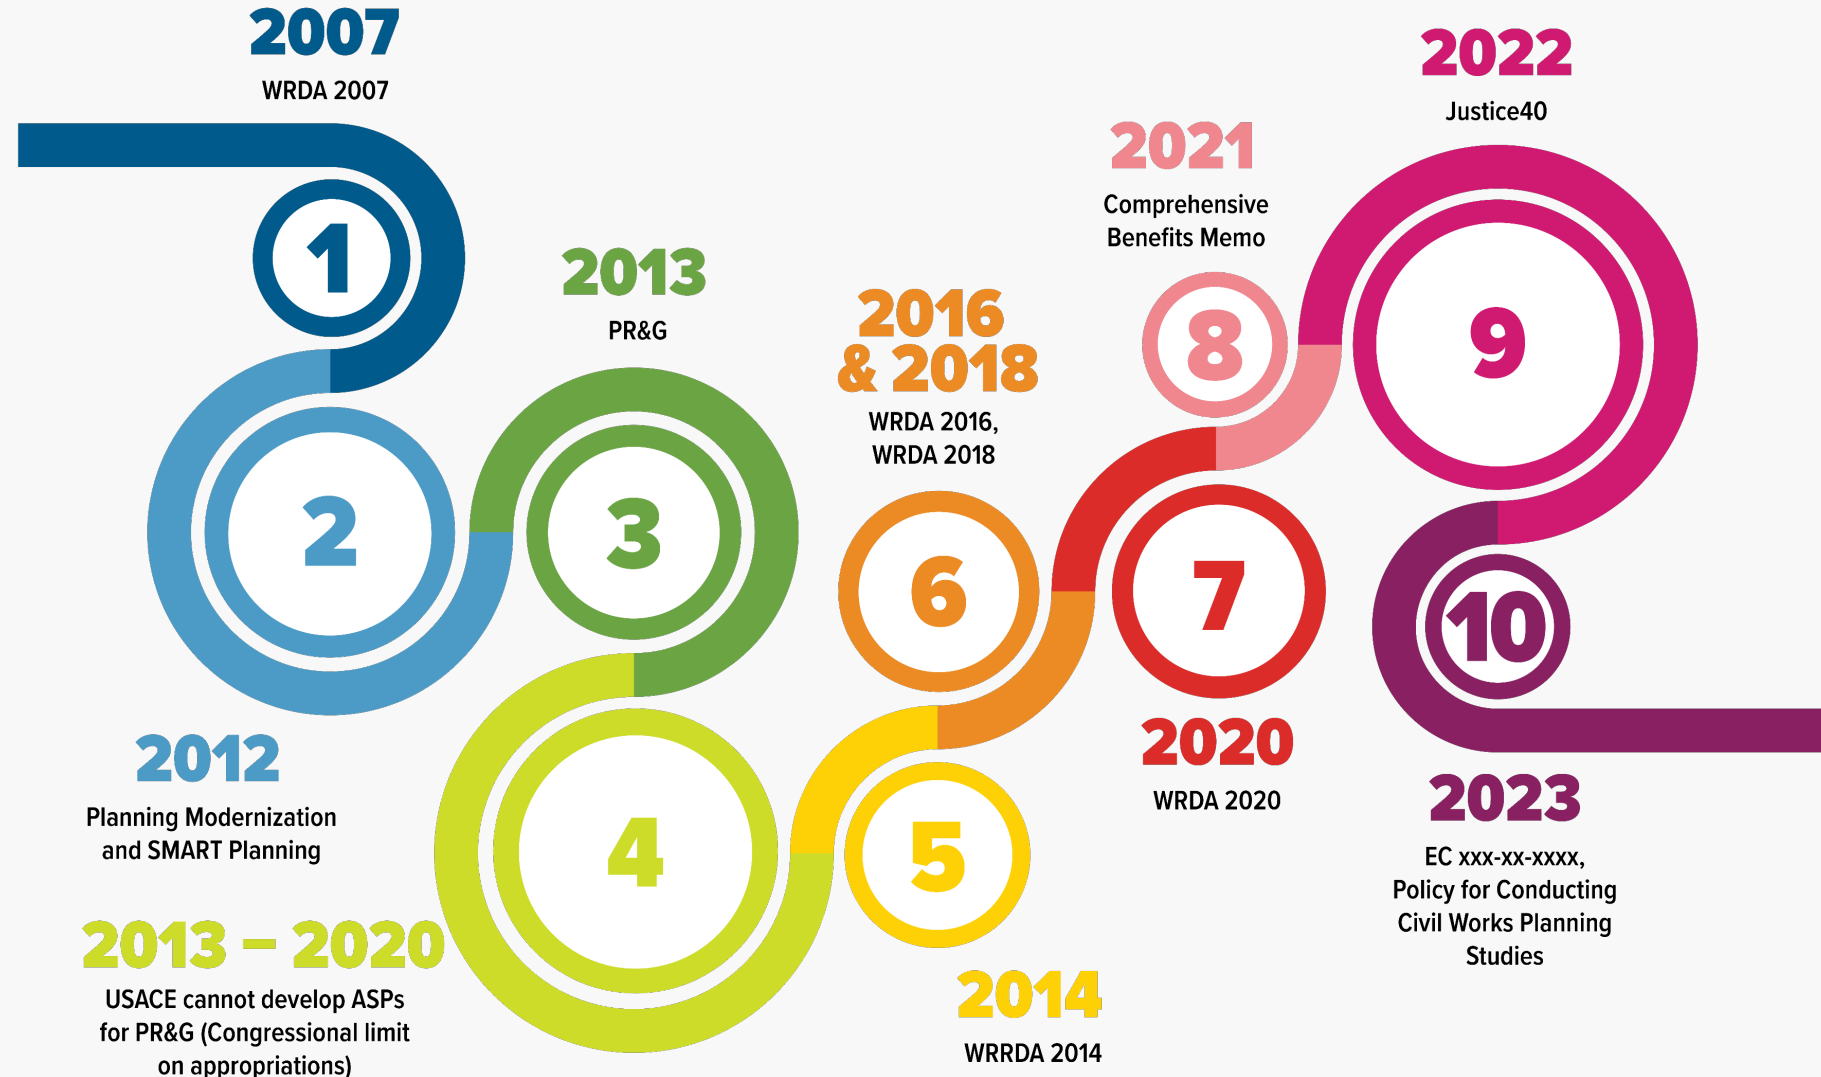 2007
WRDA 2007
1
2
2012
Planning Modernization
and SMART Planning
2013
PR&G
3
2013 – 2020
USACE cannot develop ASPs
for PR&G (Congressional limit
on appropriations)
4
5
2014
WRRDA 2014
2016
& 2018
WRDA 2016,
WRDA 2018
6
7
2020
WRDA 2020
2021
Comprehensive
Benefits Memo
8
2022
Justice40
9
10
2023
EC xxx-xx-xxxx,
Policy for Conducting
Civil Works Planning
Studies